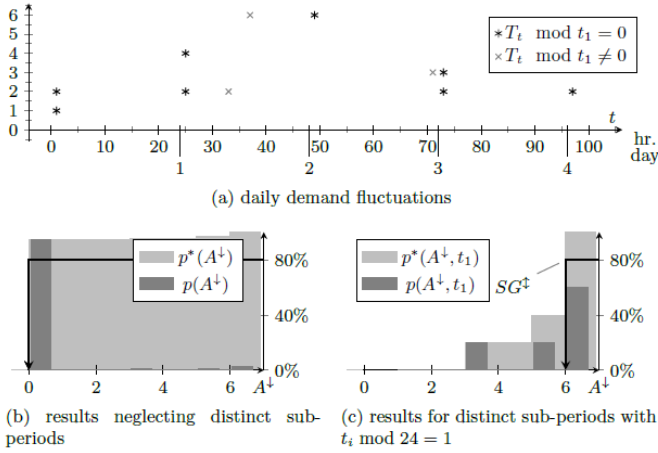 6
5
4
3
2
1
0
* T_t mod t_1 = 0
× T_t mod t_1 ≠ 0
t
0 10 20 30 40 50 60 70 80 90 100 hr.
1 2 3 4 day
(a) daily demand fluctuations
p*(A↓)
p(A↓)
80%
40%
0%
0 2 4 6 A↓
(b) results neglecting distinct sub-
periods
p*(A↓, t_1)
p(A↓, t_1)
SG↕
80%
40%
0%
0 2 4 6 A↓
(c) results for distinct sub-periods with
t_i mod 24 = 1